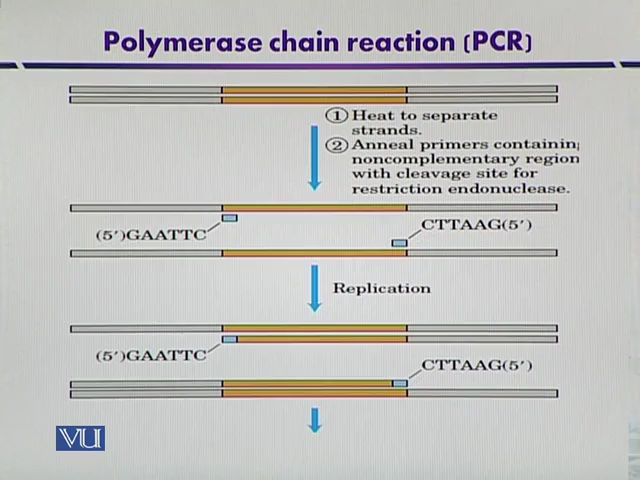 Polymerase chain reaction (PCR)
1 Heat to separate
strands.
2 Anneal primers containin
noncomplementary region
with cleavage site for
restriction endonuclease.
(5′)GAATTC
CTTAAG(5′)
Replication
(5′)GAATTC
CTTAAG(5′)
VU